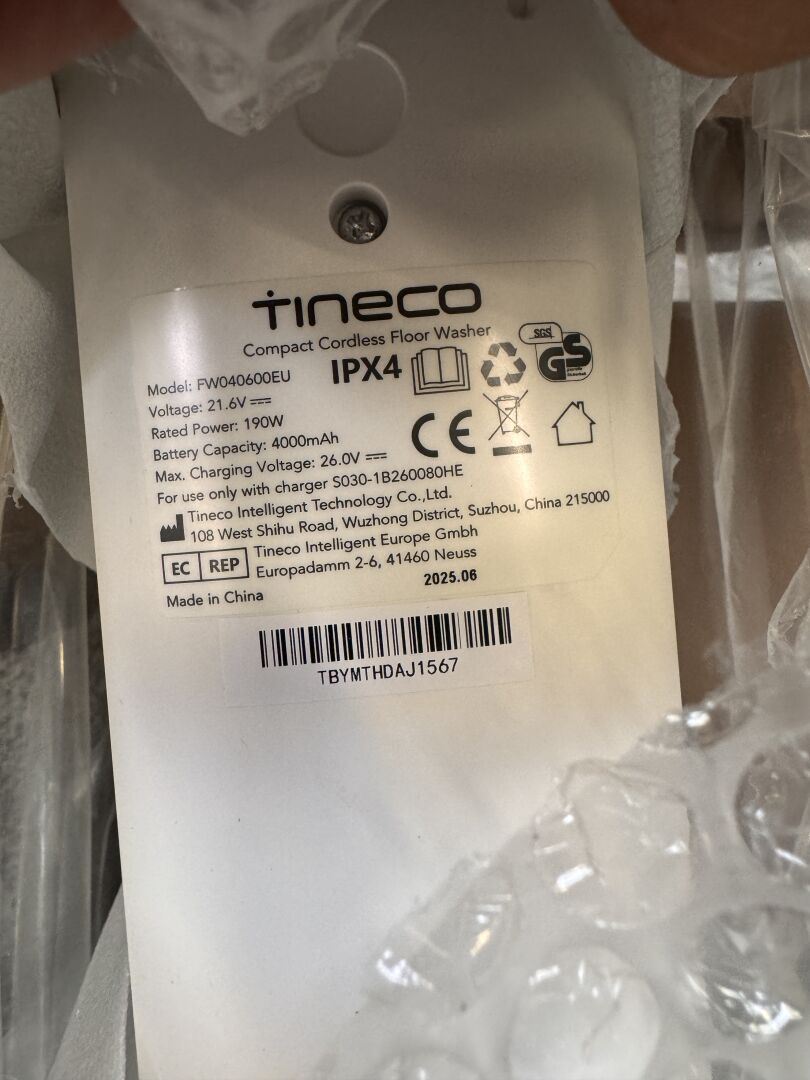 TINECO
Compact Cordless Floor Washer
Model: FW040600EU
IPX4
SGS
GS
geprüfte Sicherheit
Voltage: 21.6V ⎓
Rated Power: 190W
Battery Capacity: 4000mAh
CE
Max. Charging Voltage: 26.0V ⎓
For use only with charger S030-1B260080HE
Tineco Intelligent Technology Co.,Ltd.
108 West Shihu Road, Wuzhong District, Suzhou, China 215000
EC REP
Tineco Intelligent Europe Gmbh
Europadamm 2-6, 41460 Neuss
2025.06
Made in China
TBYMTHDAJ1567